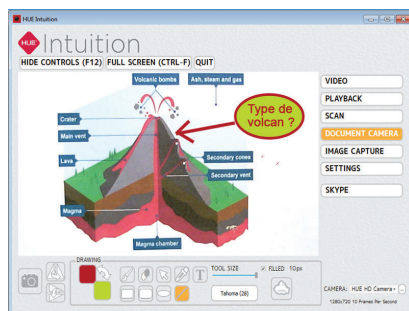 HUE Intuition
HUE Intuition
HIDE CONTROLS (F12) FULL SCREEN (CTRL-F) QUIT
Volcanic bombs
Ash, steam and gas
Crater
Main vent
Lava
Magma
Magma chamber
Secondary cones
Secondary vent
Type de
volcan ?
VIDEO
PLAYBACK
SCAN
DOCUMENT CAMERA
IMAGE CAPTURE
SETTINGS
SKYPE
DRAWING
TOOL SIZE
FILLED 10px
T
Tahoma (28)
CAMERA: HUE HD Camera
1280x720 10 Frames Per Second